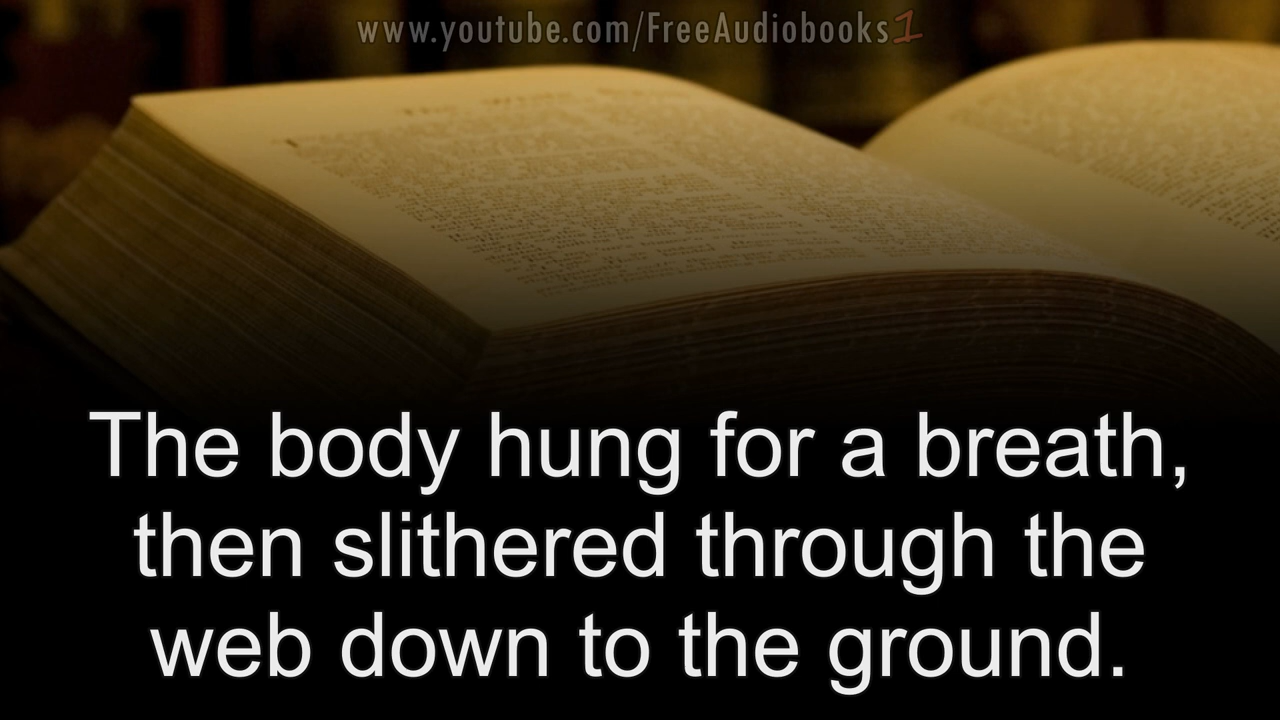 www.youtube.com/FreeAudiobooks1
The body hung for a breath,
then slithered through the
web down to the ground.